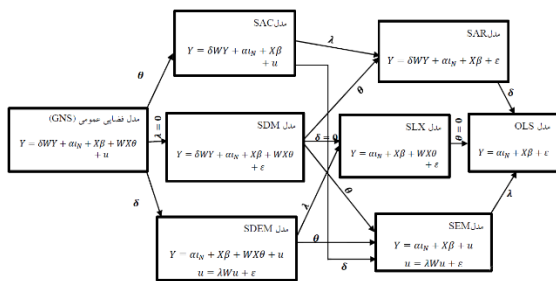 مدل SAC
Y = δWY + αι_N + Xβ
+ u
مدل SAR
Y = δWY + αι_N + Xβ + ε
λ
θ
θ
δ
مدل فضایی عمومی (GNS)
Y = δWY + αι_N + Xβ + WXθ
+ u
λ=0
مدل SDM
Y = δWY + αι_N + Xβ + WXθ
+ ε
δ=0
مدل SLX
Y = αι_N + Xβ + WXθ
+ ε
θ=0
مدل OLS
Y = αι_N + Xβ + ε
δ
λ
θ
λ
مدل SDEM
Y = αι_N + Xβ + WXθ + u
u = λWu + ε
θ
δ
مدل SEM
Y = αι_N + Xβ + u
u = λWu + ε